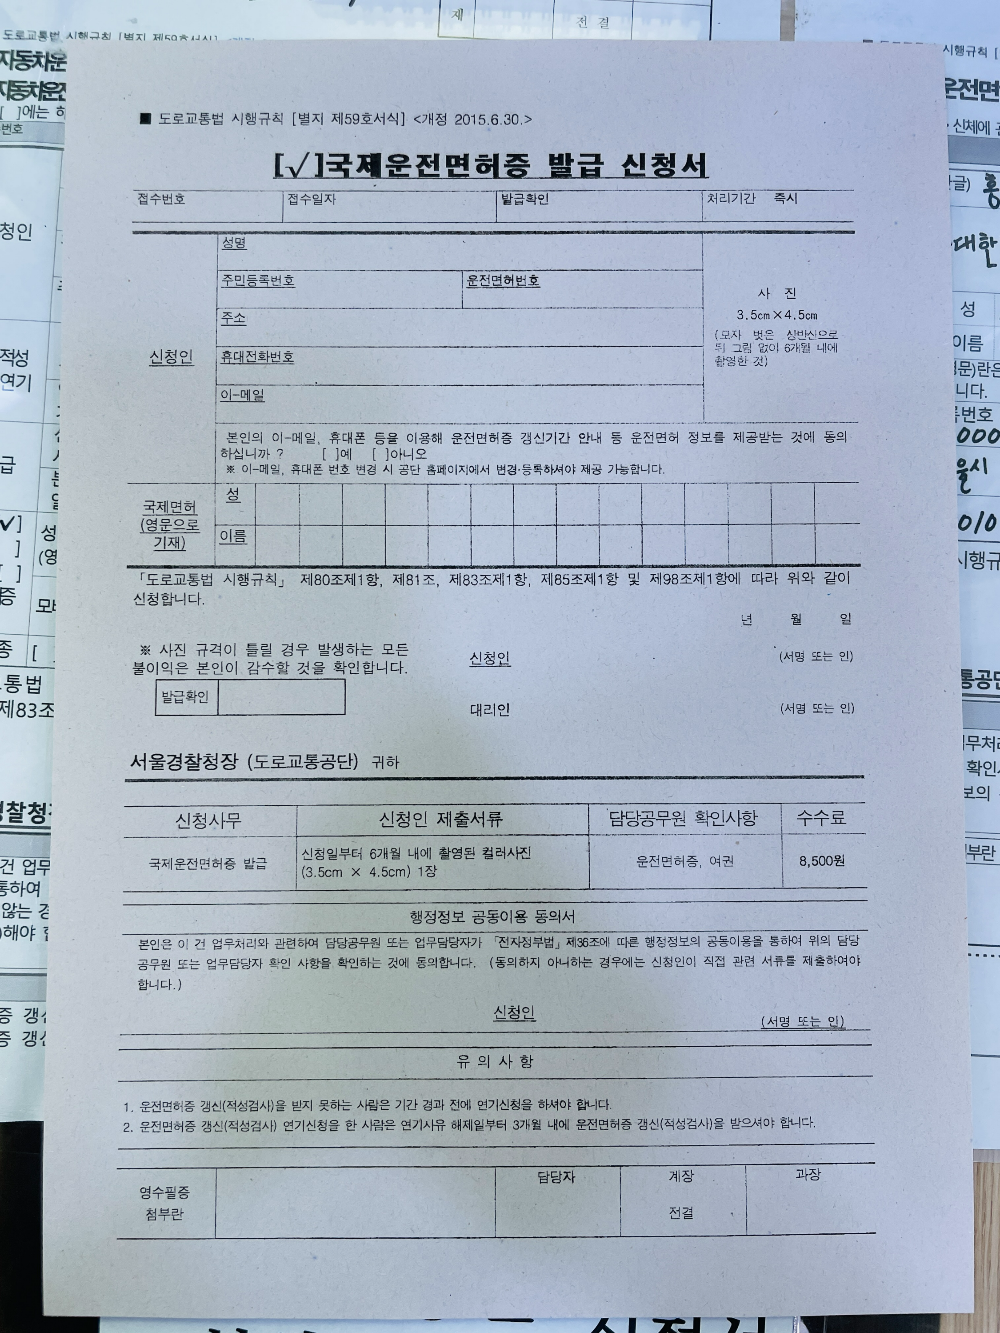 ■ 도로교통법 시행규칙 [별지 제59호서식] <개정 2015.6.30.>
[√]국제운전면허증 발급 신청서
접수번호 접수일자 발급확인 처리기간 즉시
신청인
성명
주민등록번호 운전면허번호
주소
휴대전화번호
이-메일
사 진
3.5cm×4.5cm
(모자 벗은 상반신으로
뒤 그림 없이 6개월 내에
촬영한 것)
본인의 이-메일, 휴대폰 등을 이용해 운전면허증 갱신기간 안내 등 운전면허 정보를 제공받는 것에 동의
하십니까 ? [ ]예 [ ]아니오
※ 이-메일, 휴대폰 번호 변경 시 공단 홈페이지에서 변경·등록하셔야 제공 가능합니다.
국제면허
(영문으로
기재)
성
이름
「도로교통법 시행규칙」 제80조제1항, 제81조, 제83조제1항, 제85조제1항 및 제98조제1항에 따라 위와 같이
신청합니다.
년 월 일
※ 사진 규격이 틀릴 경우 발생하는 모든
불이익은 본인이 감수할 것을 확인합니다.
신청인 (서명 또는 인)
발급확인
대리인 (서명 또는 인)
서울경찰청장 (도로교통공단) 귀하
신청사무 신청인 제출서류 담당공무원 확인사항 수수료
국제운전면허증 발급
신청일부터 6개월 내에 촬영된 컬러사진
(3.5cm × 4.5cm) 1장
운전면허증, 여권 8,500원
행정정보 공동이용 동의서
본인은 이 건 업무처리와 관련하여 담당공무원 또는 업무담당자가 「전자정부법」제36조에 따른 행정정보의 공동이용을 통하여 위의 담당
공무원 또는 업무담당자 확인 사항을 확인하는 것에 동의합니다. (동의하지 아니하는 경우에는 신청인이 직접 관련 서류를 제출하여야
합니다.)
신청인 (서명 또는 인)
유 의 사 항
1. 운전면허증 갱신(적성검사)을 받지 못하는 사람은 기간 경과 전에 연기신청을 하셔야 합니다.
2. 운전면허증 갱신(적성검사) 연기신청을 한 사람은 연기사유 해제일부터 3개월 내에 운전면허증 갱신(적성검사)을 받으셔야 합니다.
영수필증
첨부란
담당자 계장 과장
전결